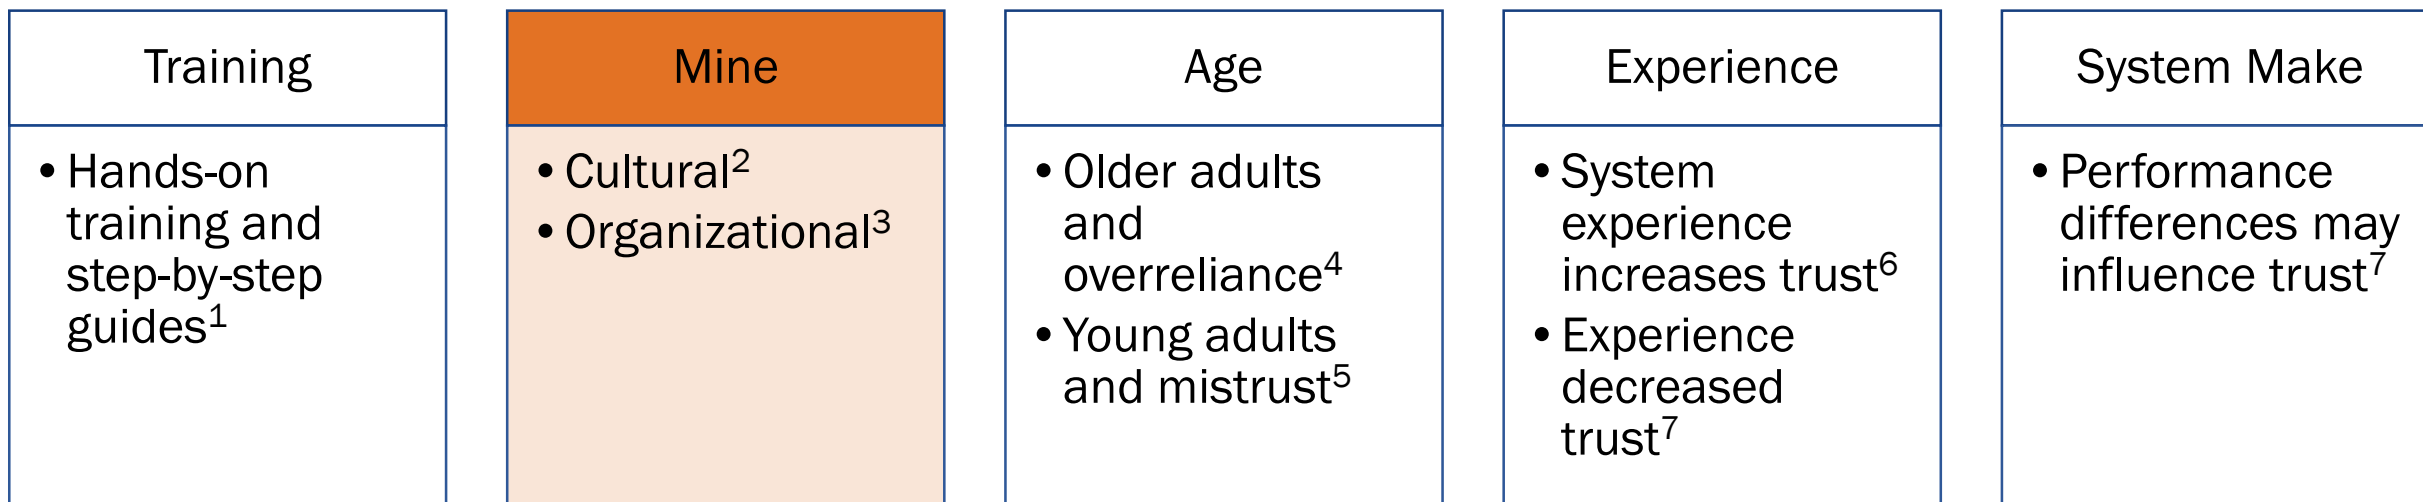 Training
• Hands-on
training and
step-by-step
guides¹
Mine
• Cultural²
• Organizational³
Age
• Older adults
and
overreliance⁴
• Young adults
and mistrust⁵
Experience
• System
experience
increases trust⁶
• Experience
decreased
trust⁷
System Make
• Performance
differences may
influence trust⁷